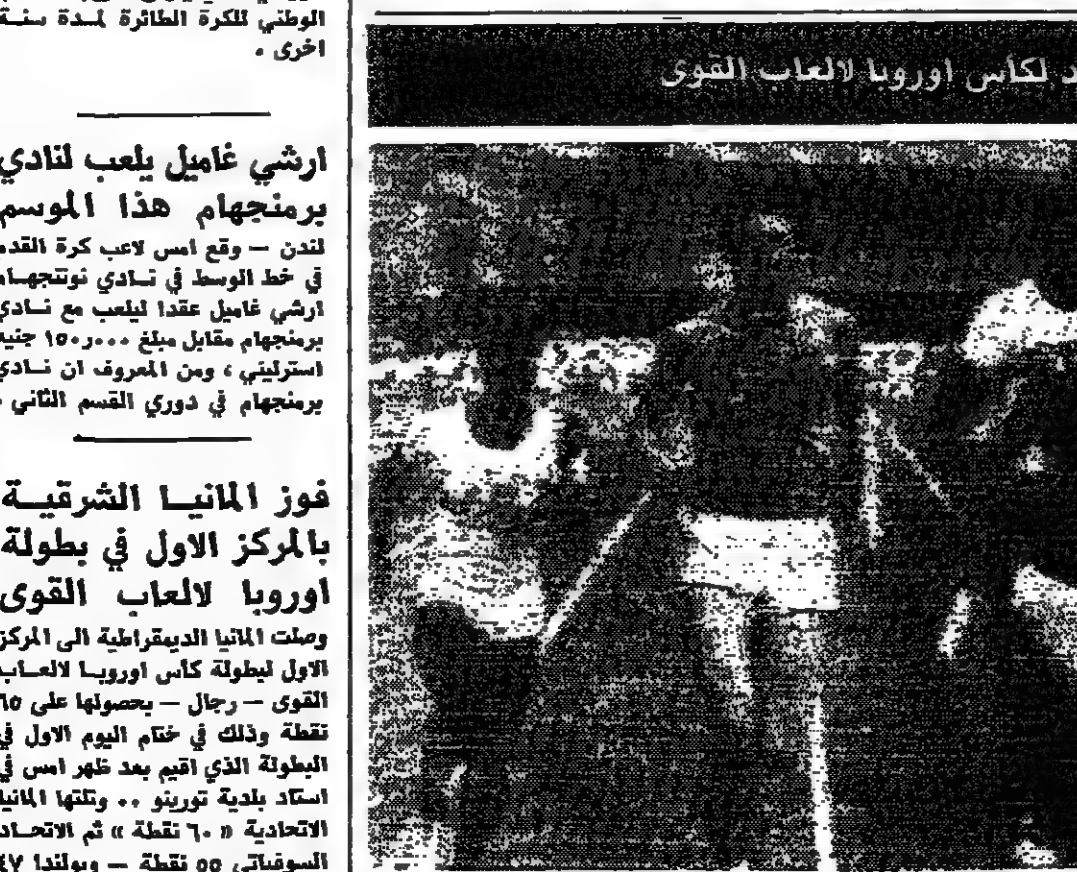 الوطني للكرة الطائرة لمدة سنة
اخرى .
ارشي غاميل يلعب لنادي
برمنجهام هذا الموسم
لندن — وقع امس لاعب كرة القدم
في خط الوسط في نادي نوتنجهام
ارشي غاميل عقدا ليلعب مع نادي
برمنجهام مقابل مبلغ ١٥٠٫٠٠٠ جنيه
استرليني ، ومن المعروف ان نادي
برمنجهام في دوري القسم الثاني .
فوز المانيا الشرقية
بالمركز الاول في بطولة
اوروبا لالعاب القوى
وصلت المانيا الديمقراطية الى المركز
الاول لبطولة كأس اوروبا لالعاب
القوى — رجال — بحصولها على ٦٥
نقطة وذلك في ختام اليوم الاول في
البطولة الذي اقيم بعد ظهر امس في
استاد بلدية تورينو .. وتلتها المانيا
الاتحادية « ٦٠ نقطة » ثم الاتحاد
السوفياتي ٥٥ نقطة — وبولندا ٤٧
د لكأس اوروبا لالعاب القوى